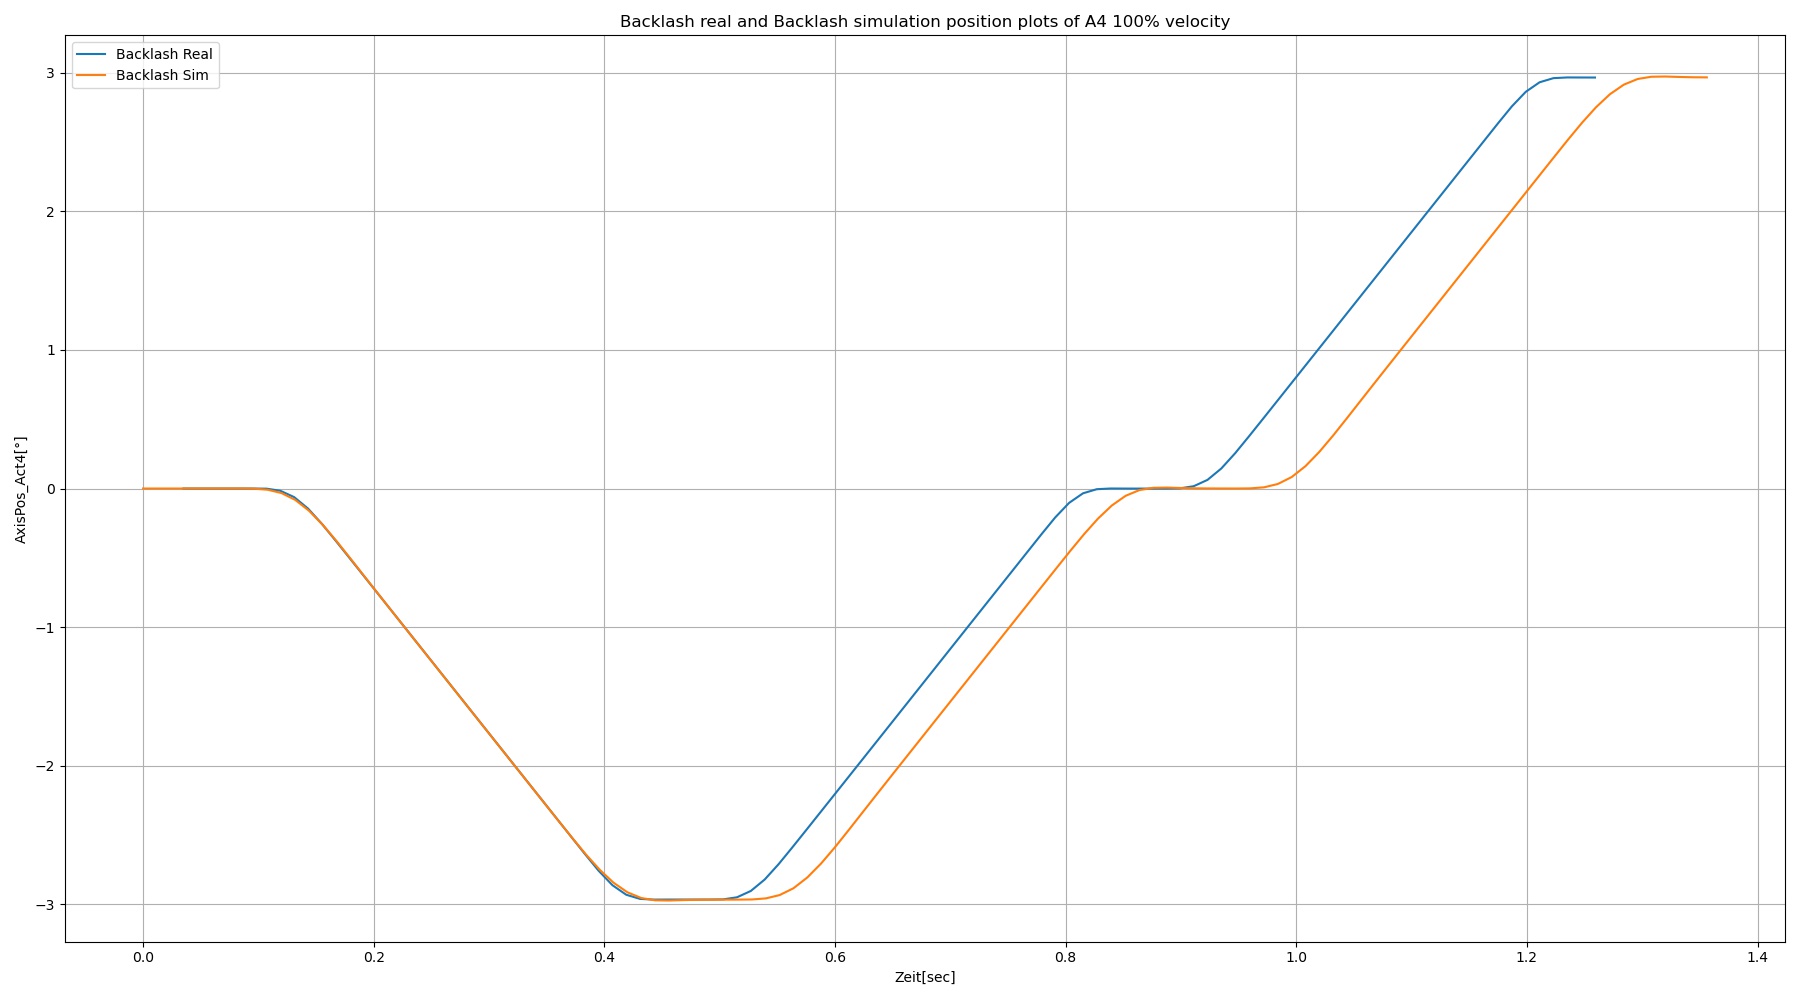 Backlash real and Backlash simulation position plots of A4 100% velocity
Backlash Real
Backlash Sim
AxisPos_Act4[°]
3
2
1
0
−1
−2
−3
0.0 0.2 0.4 0.6 0.8 1.0 1.2 1.4
Zeit[sec]